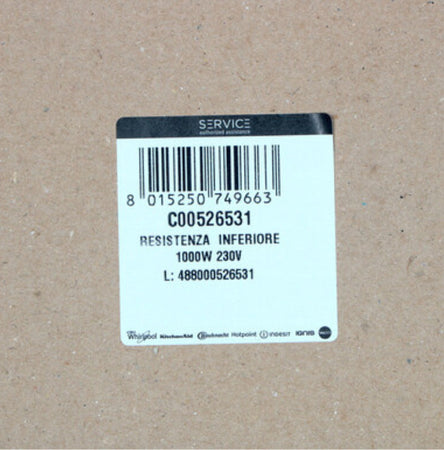 SERVICE
authorized assistance
8 015250 749663
C00526531
RESISTENZA INFERIORE
1000W 230V
L: 488000526531
Whirlpool KitchenAid Bauknecht Hotpoint indesit IGNIS